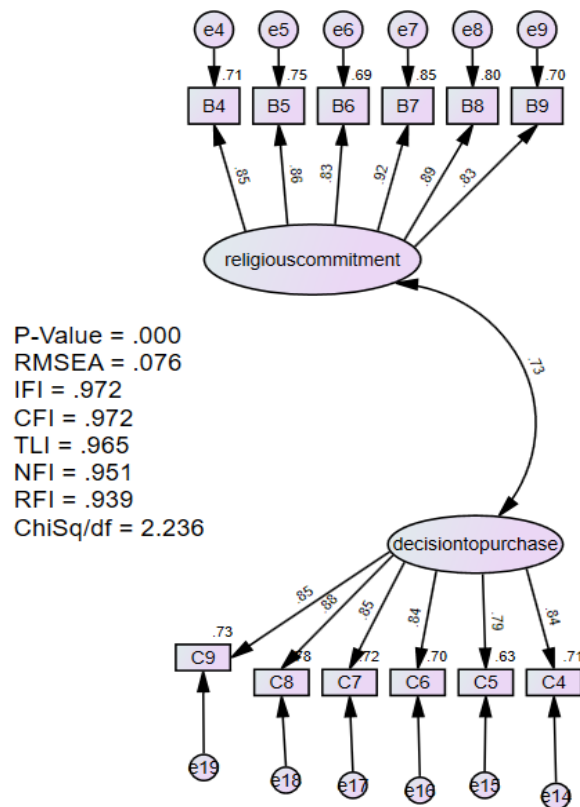 e4 e5 e6 e7 e8 e9
.71 .75 .69 .85 .80 .70
B4 B5 B6 B7 B8 B9
.85 .86 .83 .92 .89 .83
religiouscommitment
.73
P-Value = .000
RMSEA = .076
IFI = .972
CFI = .972
TLI = .965
NFI = .951
RFI = .939
ChiSq/df = 2.236
decisiontopurchase
.85 .88 .85 .84 .79 .84
.73 .78 .72 .70 .63 .71
C9 C8 C7 C6 C5 C4
e19 e18 e17 e16 e15 e14